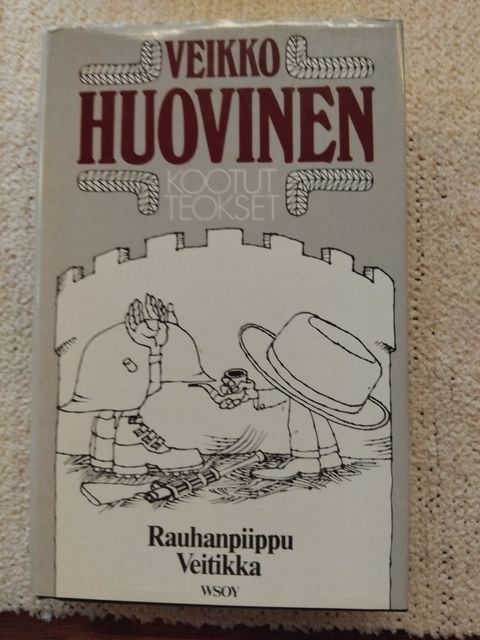 VEIKKO
HUOVINEN
KOOTUT
TEOKSET
Rauhanpiippu
Veitikka
WSOY